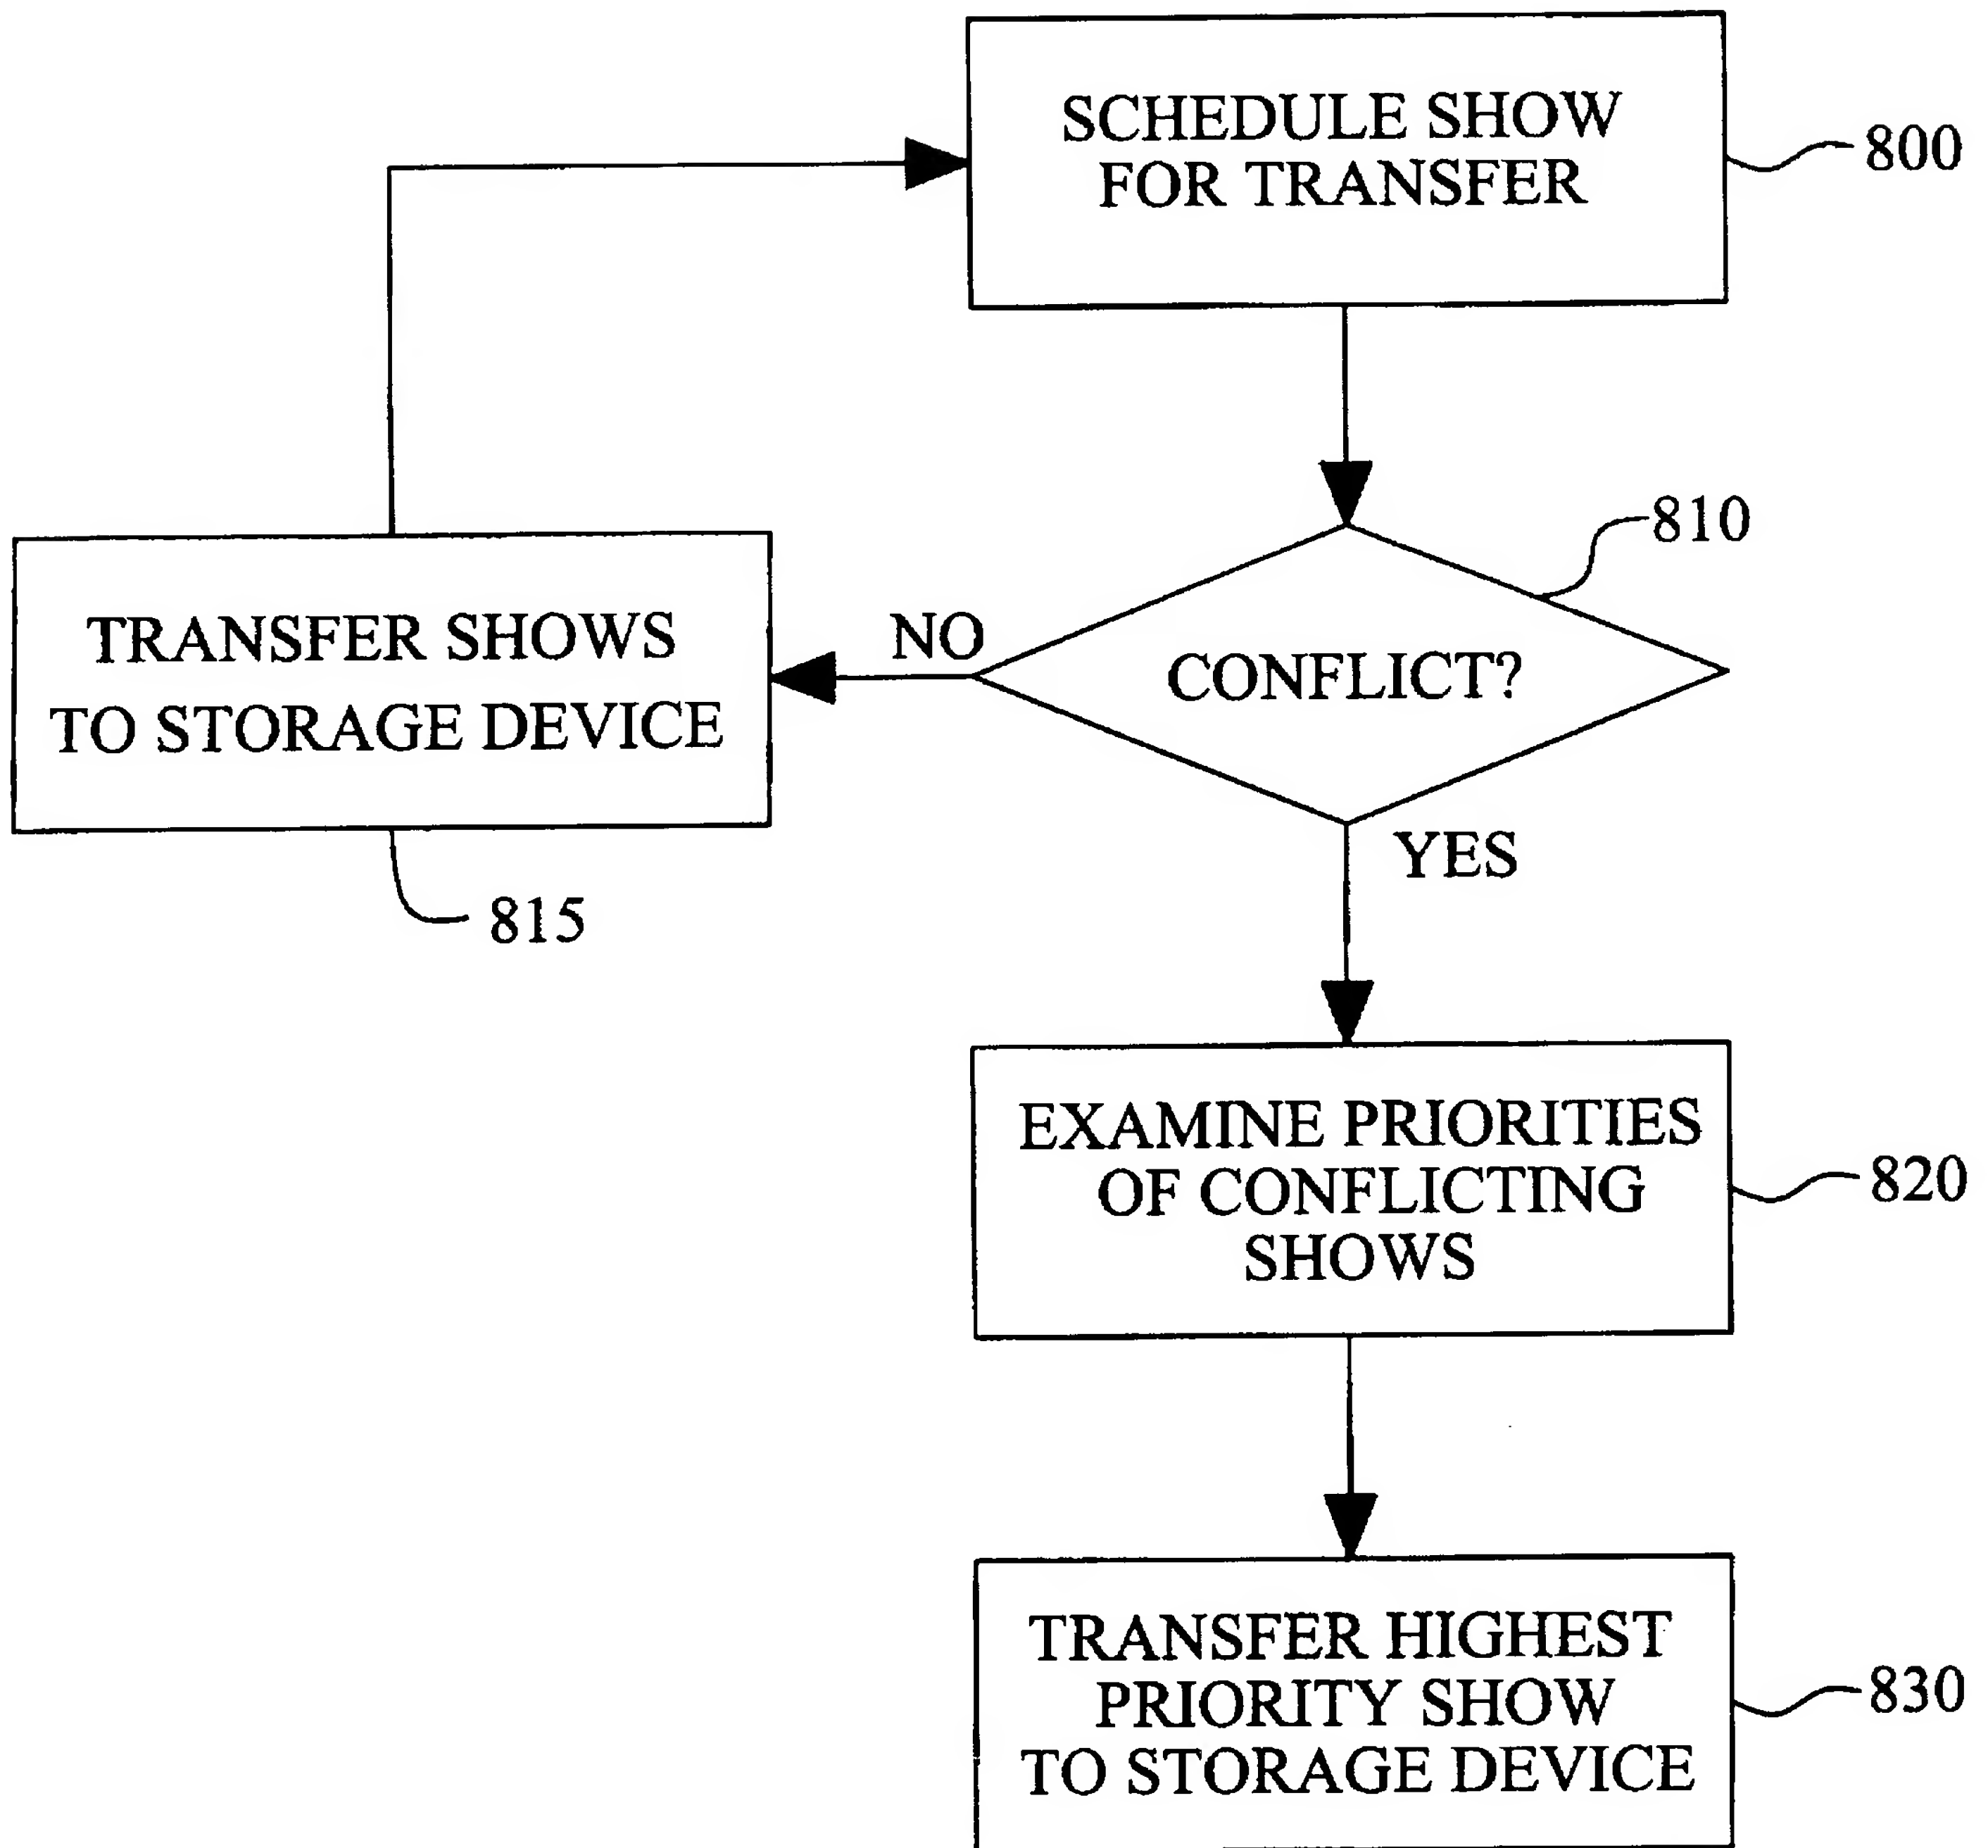 SCHEDULE SHOW
FOR TRANSFER
800
810
CONFLICT?
NO
TRANSFER SHOWS
TO STORAGE DEVICE
815
YES
EXAMINE PRIORITIES
OF CONFLICTING
SHOWS
820
TRANSFER HIGHEST
PRIORITY SHOW
TO STORAGE DEVICE
830